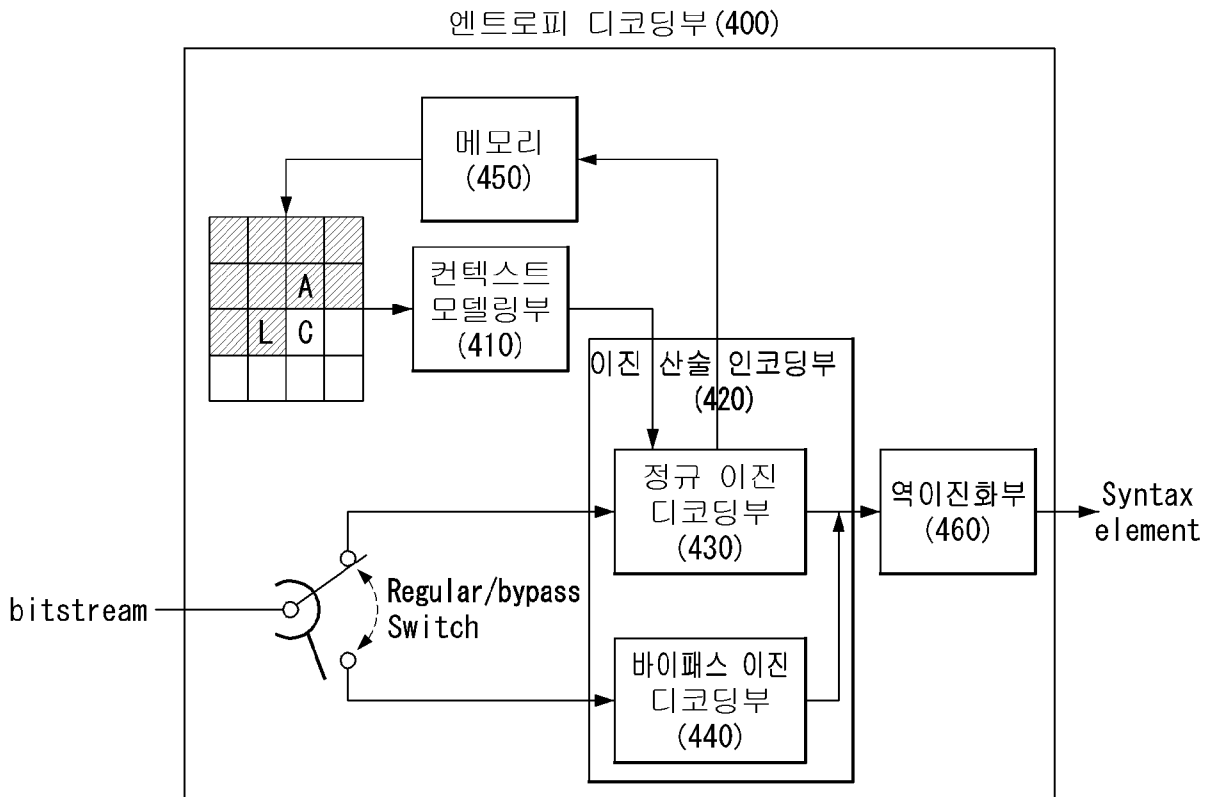 엔트로피 디코딩부(400)
메모리
(450)
A
L C
컨텍스트
모델링부
(410)
이진 산술 인코딩부
(420)
정규 이진
디코딩부
(430)
역이진화부
(460)
Syntax
element
bitstream
Regular/bypass
Switch
바이패스 이진
디코딩부
(440)